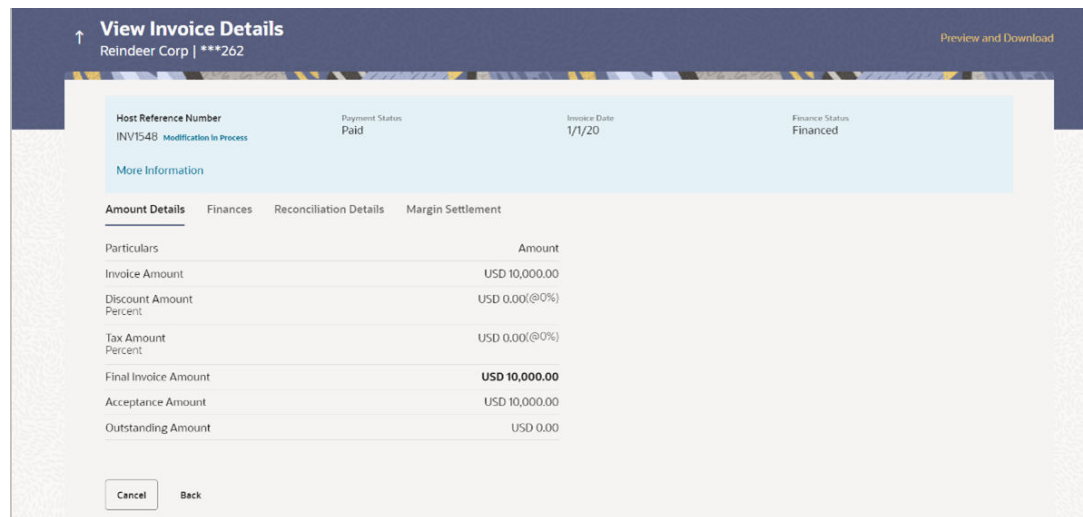 View Invoice Details
Reindeer Corp | ***262
Preview and Download
Host Reference Number
Payment Status
Invoice Date
Finance Status
INV1548 Modification In Process
Paid
1/1/20
Financed
More Information
Amount Details Finances Reconciliation Details Margin Settlement
Particulars Amount
Invoice Amount USD 10,000.00
Discount Amount USD 0.00(@0%)
Percent
Tax Amount USD 0.00(@0%)
Percent
Final Invoice Amount USD 10,000.00
Acceptance Amount USD 10,000.00
Outstanding Amount USD 0.00
Cancel Back